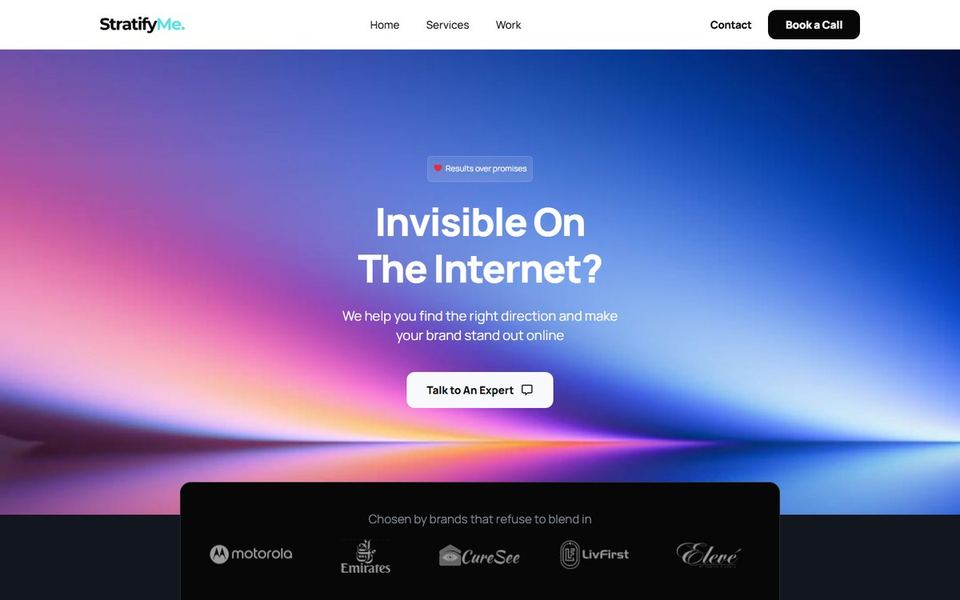 StratifyMe.
Home
Services
Work
Contact
Book a Call
Results over promises
Invisible On
The Internet?
We help you find the right direction and make
your brand stand out online
Talk to An Expert
Chosen by brands that refuse to blend in
motorola
Emirates
CureSee
LivFirst
Elevé